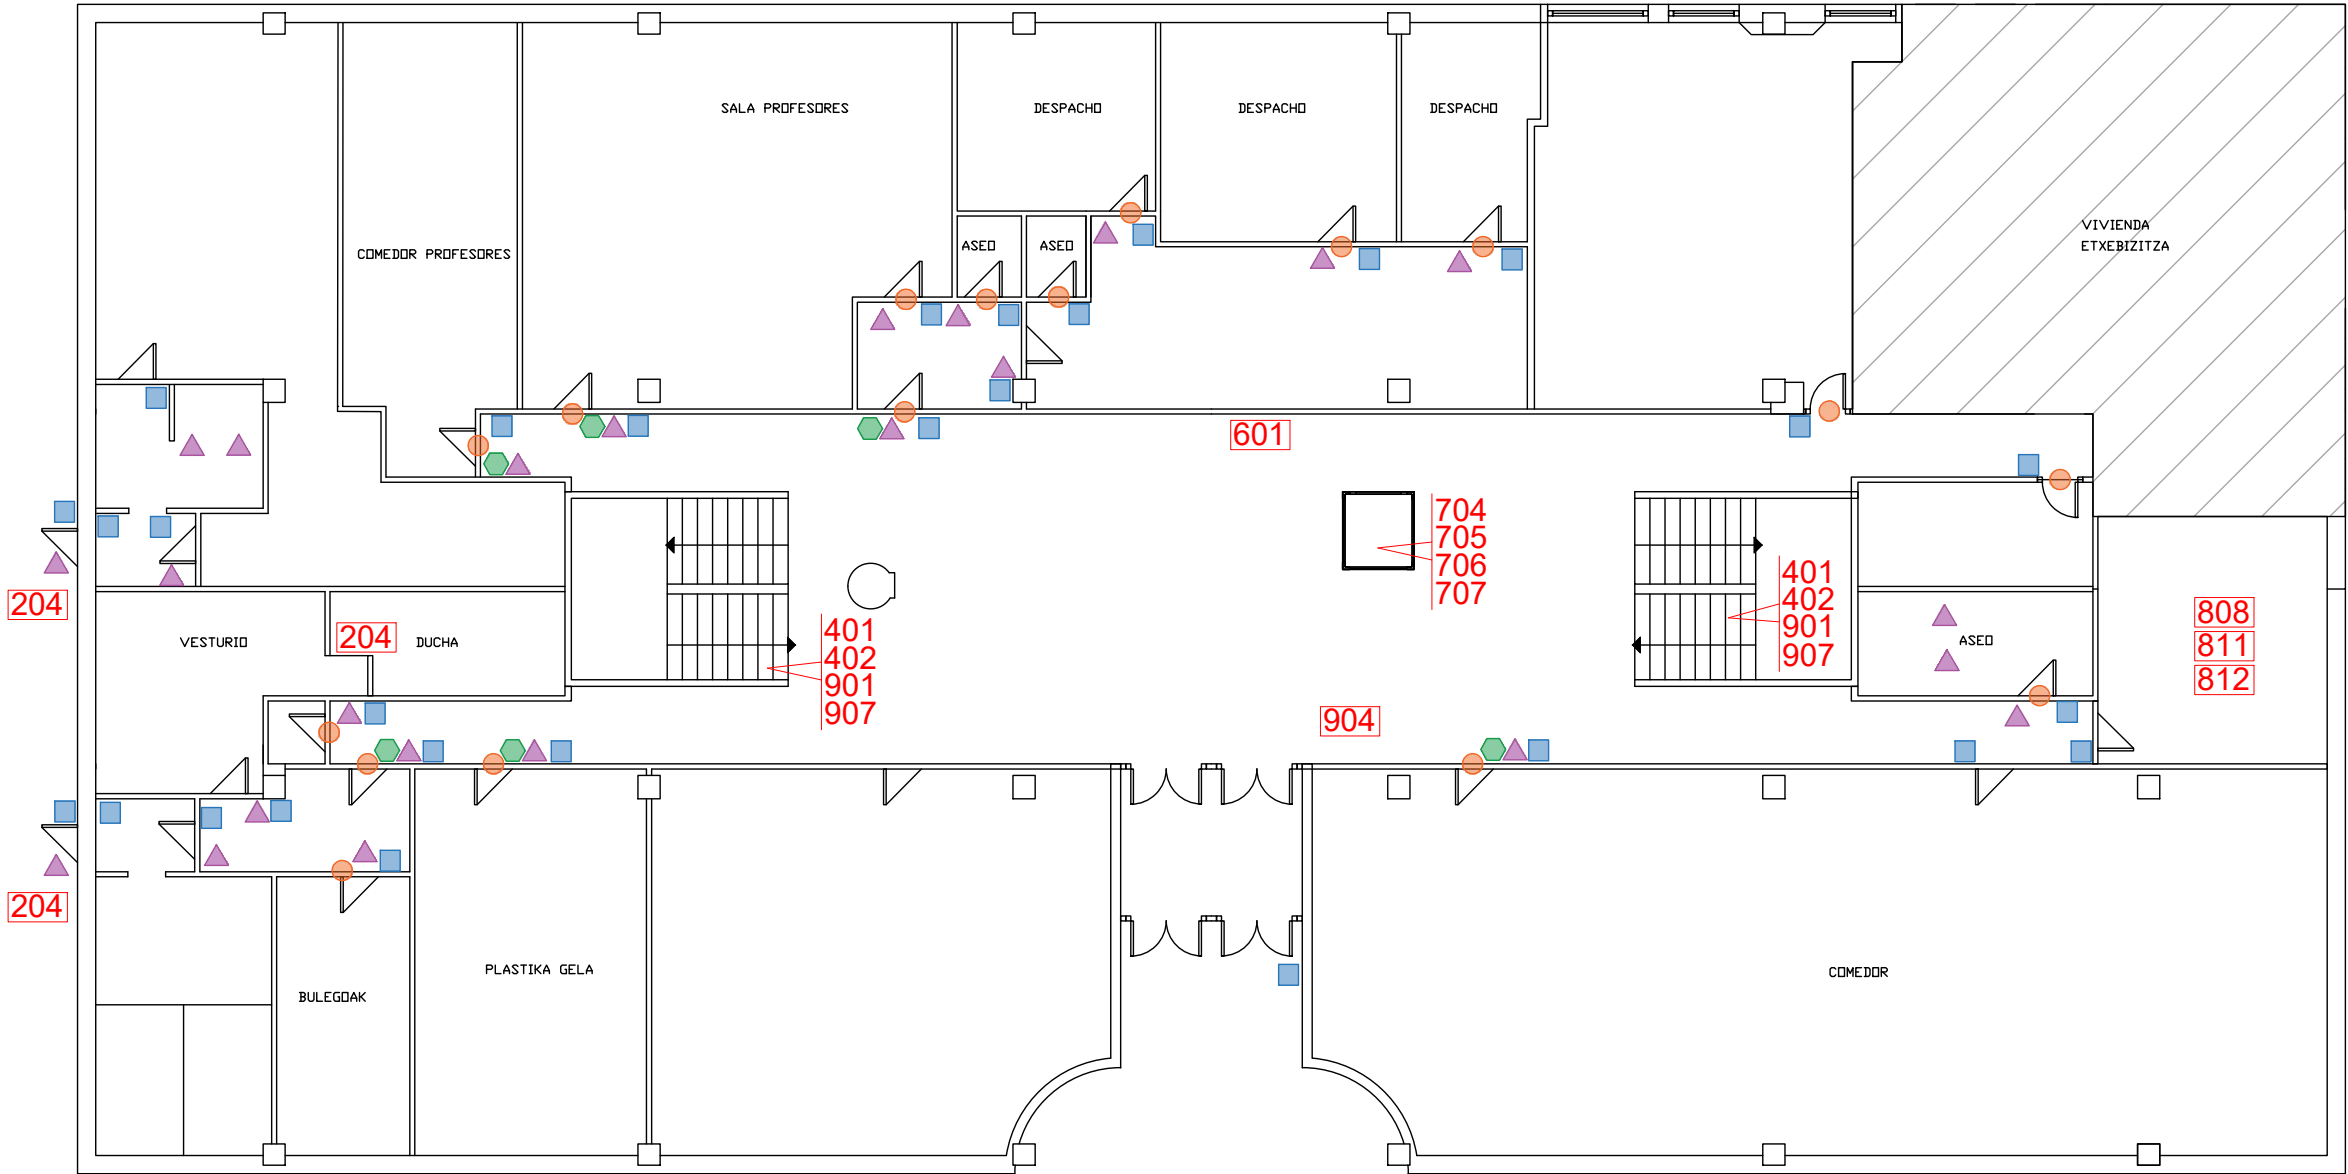 SALA PROFESORES
DESPACHO
DESPACHO
DESPACHO
COMEDOR PROFESORES
ASEO
ASEO
VIVIENDA
ETXEBIZITZA
601
704
705
706
707
401
402
901
907
204
VESTURIO
204
DUCHA
401
402
901
907
ASEO
808
811
812
904
204
PLASTIKA GELA
BULEGOAK
COMEDOR